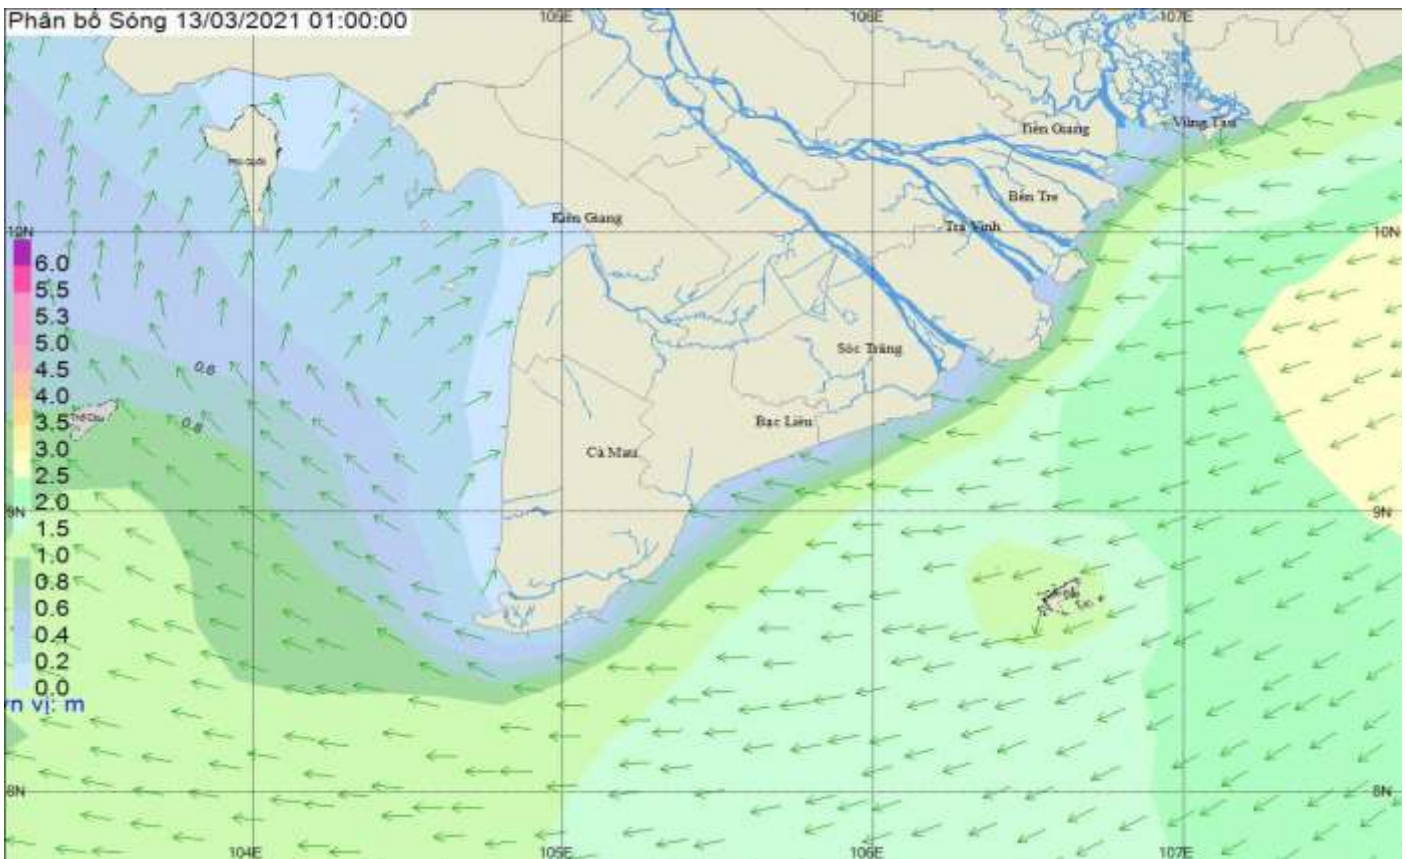 Phân bố Sóng 13/03/2021 01:00:00
105E
106E
107E
Tiền Giang
Vũng Tàu
Bến Tre
Kiên Giang
Trà Vinh
10N
10N
6.0
5.5
5.3
5.0
4.5
4.0
3.5
3.0
2.5
2.0
1.5
1.0
0.8
0.6
0.4
0.2
0.0
Sóc Trăng
0.6
0.8
Bạc Liêu
Cà Mau
9N
9N
vị: m
8N
8N
104E
105E
106E
107E